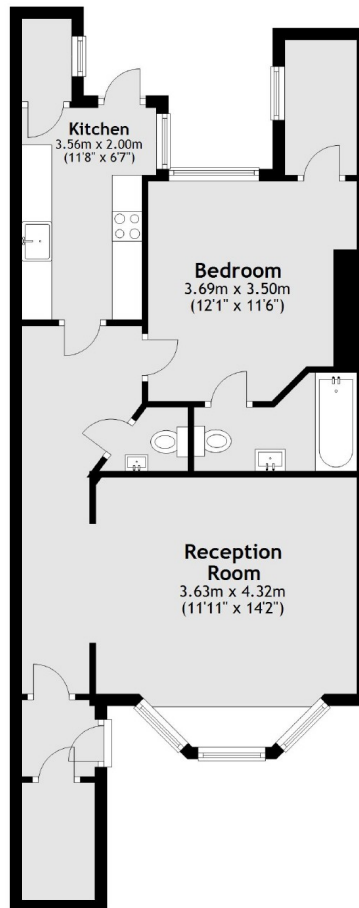 Kitchen
3.56m x 2.00m
(11'8" x 6'7")
Bedroom
3.69m x 3.50m
(12'1" x 11'6")
Reception
Room
3.63m x 4.32m
(11'11" x 14'2")